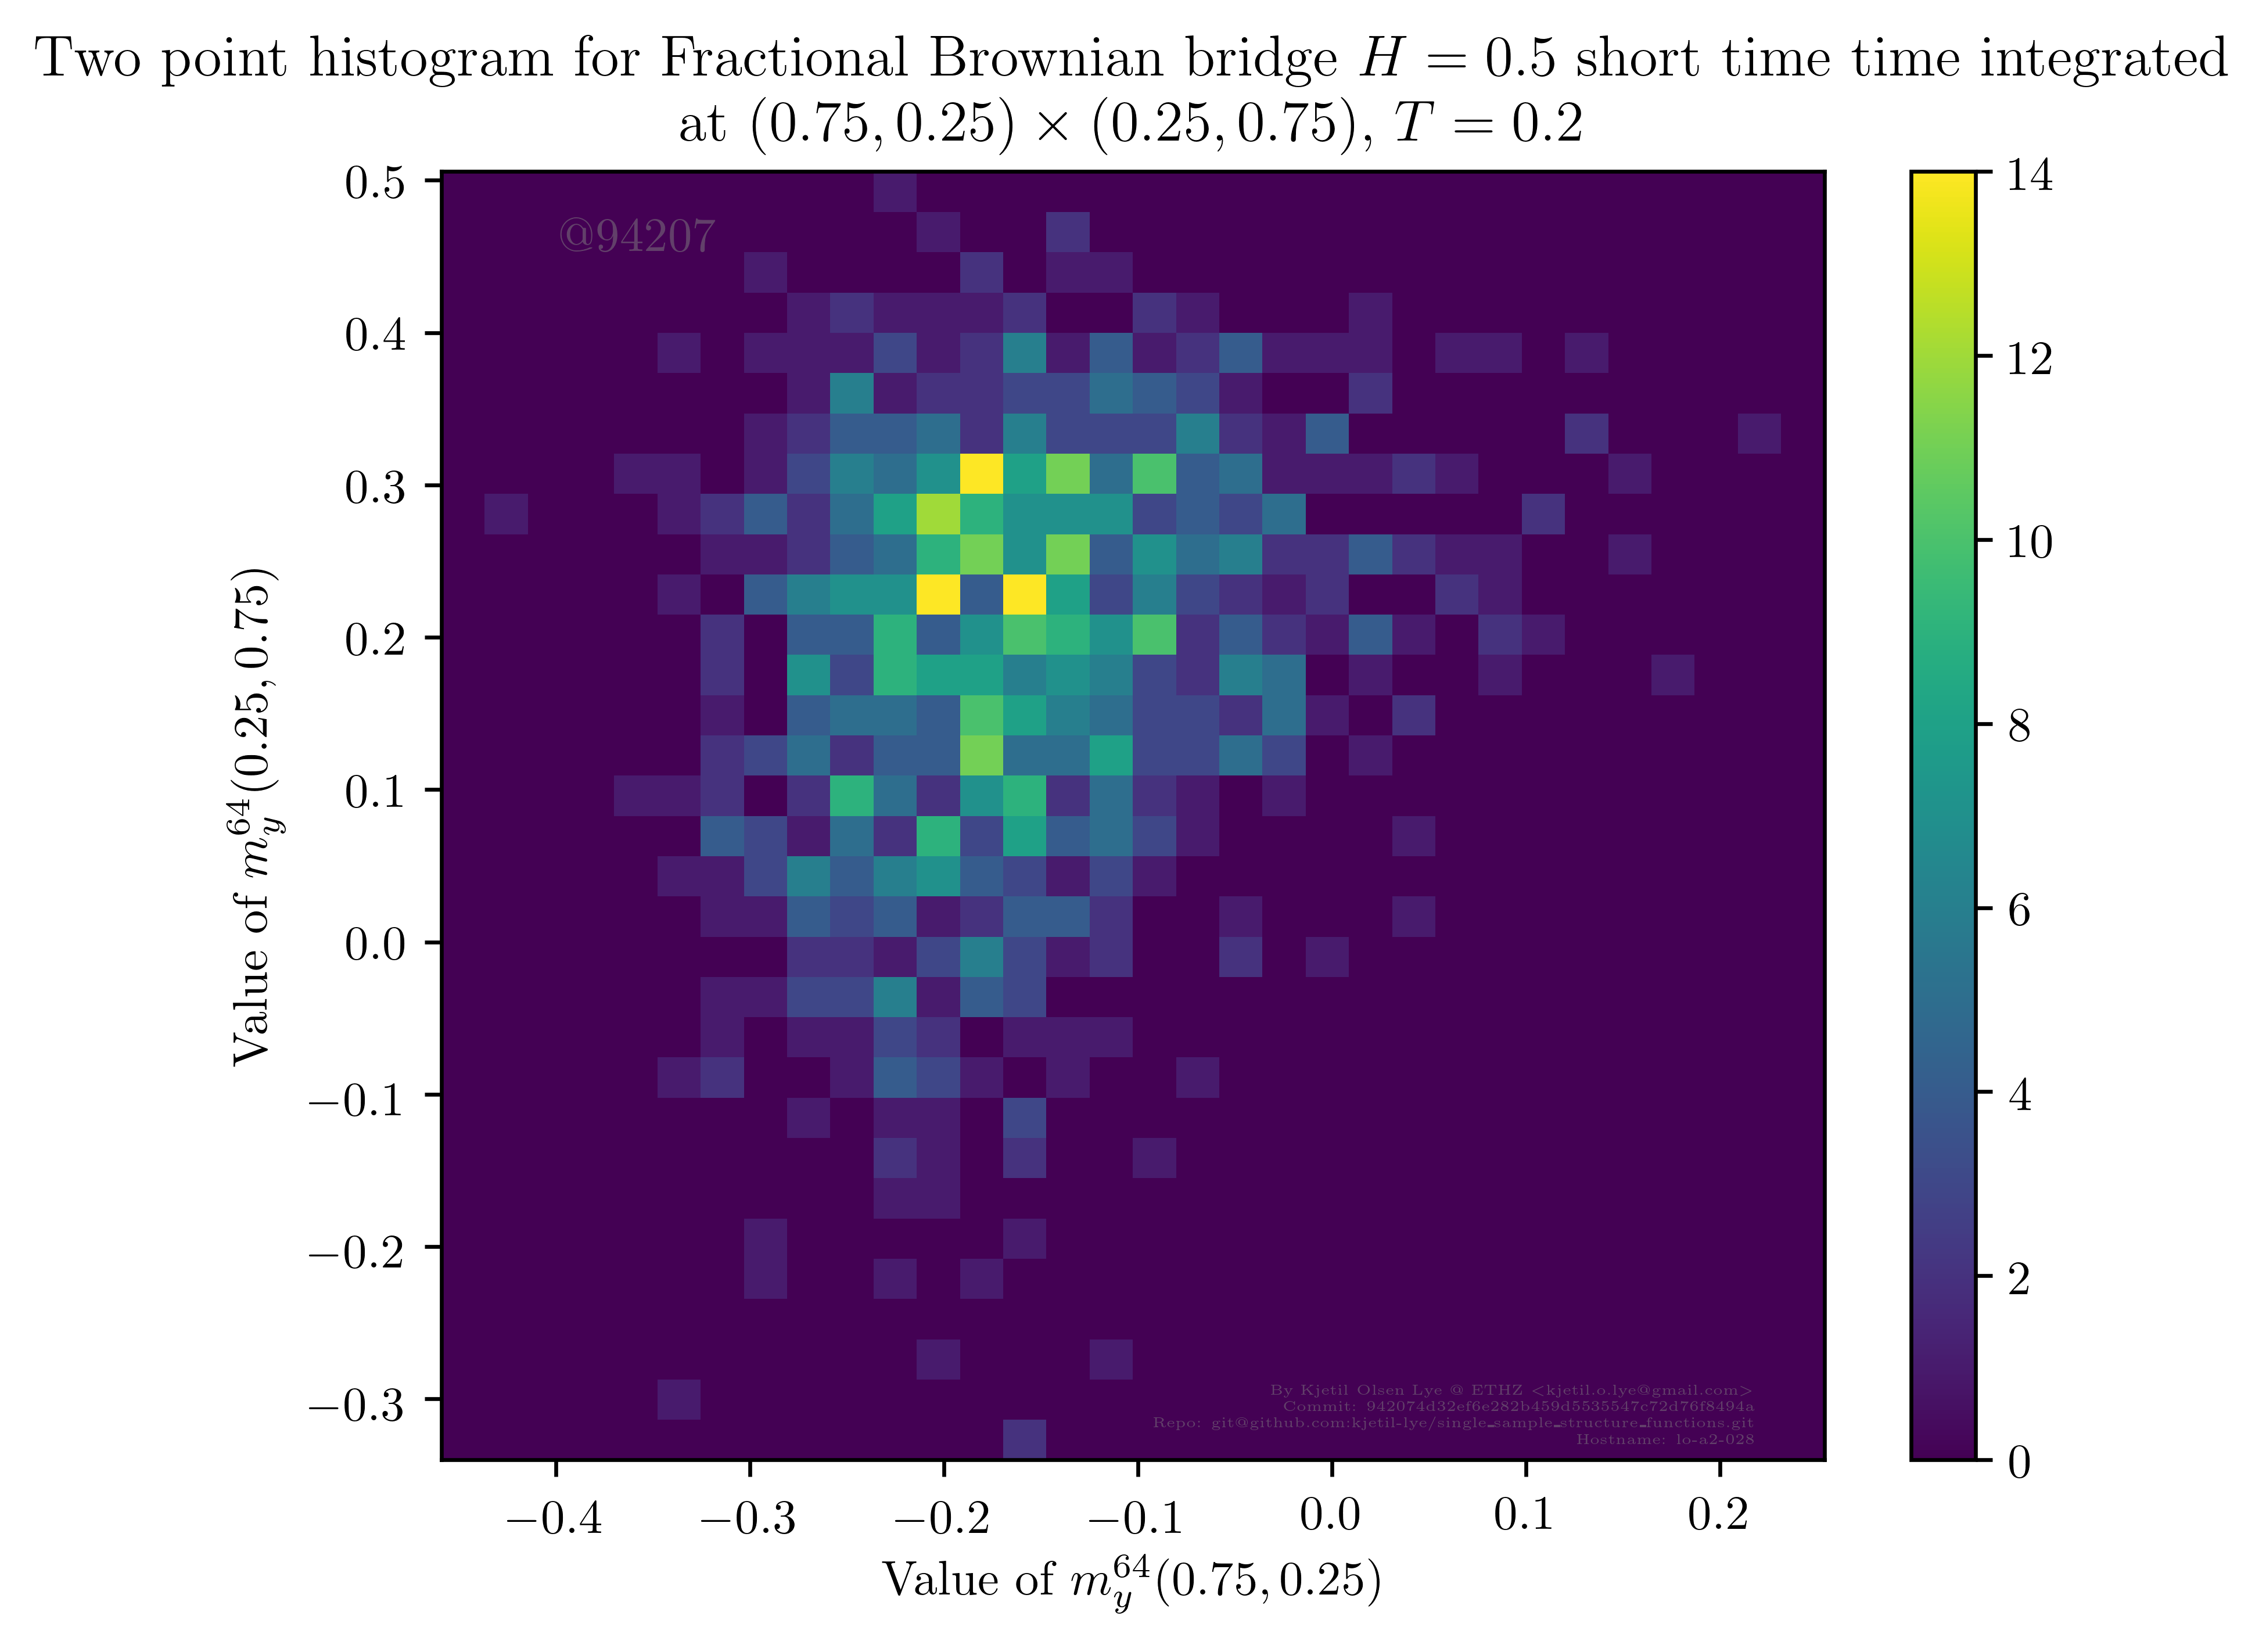 Two point histogram for Fractional Brownian bridge H = 0.5 short time time integrated
at (0.75, 0.25) × (0.25, 0.75), T = 0.2
@94207
0.5
0.4
0.3
0.2
0.1
0.0
−0.1
−0.2
−0.3
Value of m_y^64(0.25, 0.75)
14
12
10
8
6
4
2
0
By Kjetil Olsen Lye @ ETHZ <kjetil.o.lye@gmail.com>
Commit: 942074d32ef6e282b459d5535547c72d76f8494a
Repo: git@github.com:kjetil-lye/single_sample_structure_functions.git
Hostname: lo-a2-028
−0.4 −0.3 −0.2 −0.1 0.0 0.1 0.2
Value of m_y^64(0.75, 0.25)